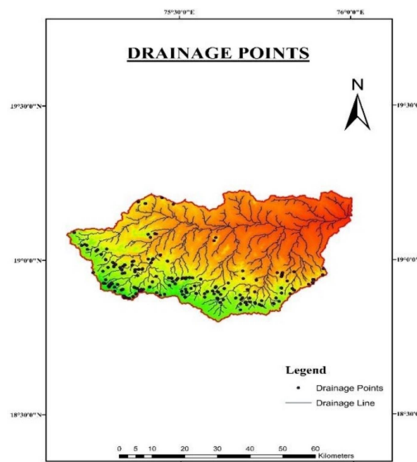 75°30'0"E 76°0'0"E
DRAINAGE POINTS
N
19°30'0"N 19°30'0"N
19°0'0"N 19°0'0"N
Legend
Drainage Points
Drainage Line
18°30'0"N 18°30'0"N
0 5 10 20 30 40 50 60
Kilometers